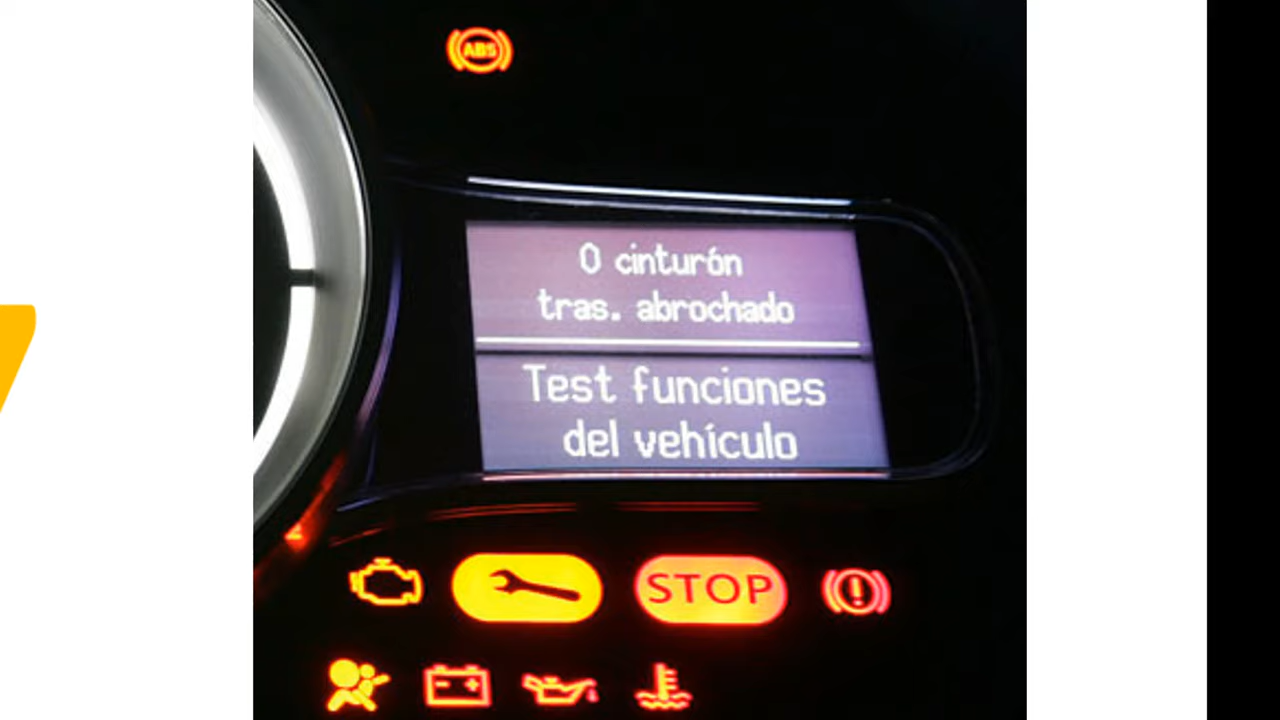 ABS
0 cinturón
tras. abrochado
Test funciones
del vehículo
STOP